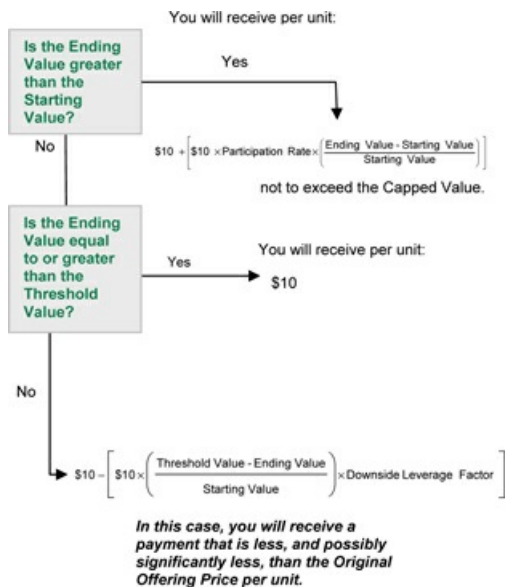 You will receive per unit:
Is the Ending
Value greater
than the
Starting
Value?
Yes
No
$10 +[$10 ×Participation Rate×(Ending Value - Starting Value / Starting Value)]
not to exceed the Capped Value.
Is the Ending
Value equal
to or greater
than the
Threshold
Value?
Yes
You will receive per unit:
$10
No
$10 − [$10 ×(Threshold Value - Ending Value / Starting Value)×Downside Leverage Factor]
In this case, you will receive a
payment that is less, and possibly
significantly less, than the Original
Offering Price per unit.